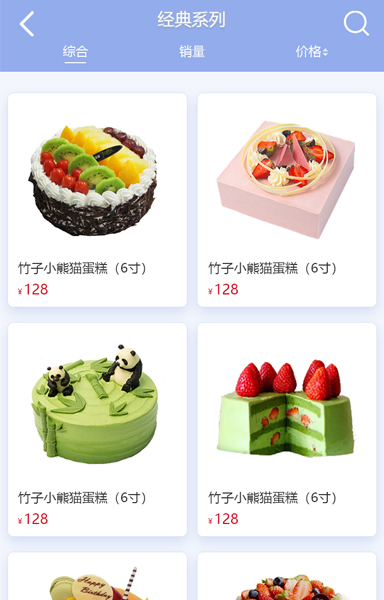 经典系列
综合 销量 价格
竹子小熊猫蛋糕（6寸） 竹子小熊猫蛋糕（6寸）
¥128 ¥128
竹子小熊猫蛋糕（6寸） 竹子小熊猫蛋糕（6寸）
¥128 ¥128
Happy
Birthday